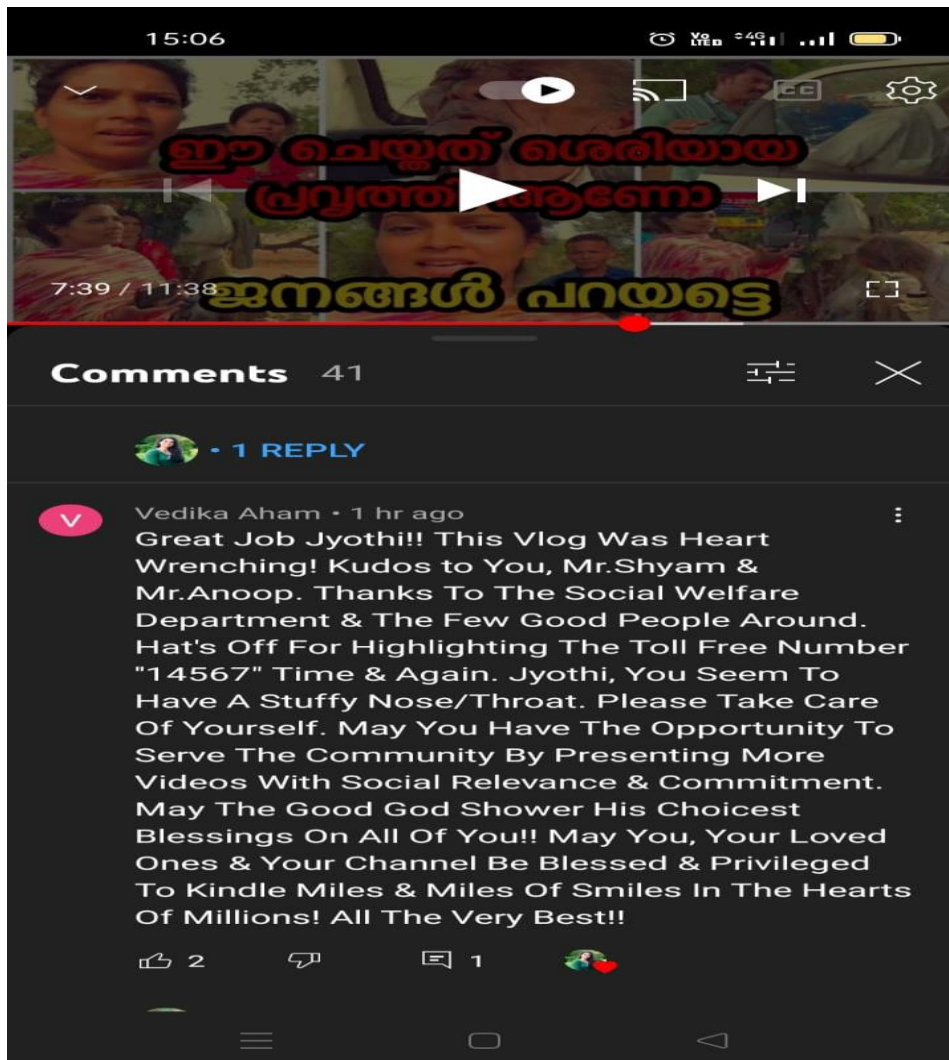 15:06
Vo LTE 4G
CC
ഈ ചെയ്തത് ശെരിയായ
പ്രവൃത്തി ആണോ
7:39 / 11:38
ജനങ്ങൾ പറയട്ടെ
Comments 41
• 1 REPLY
V
Vedika Aham • 1 hr ago
Great Job Jyothi!! This Vlog Was Heart
Wrenching! Kudos to You, Mr.Shyam &
Mr.Anoop. Thanks To The Social Welfare
Department & The Few Good People Around.
Hat's Off For Highlighting The Toll Free Number
"14567" Time & Again. Jyothi, You Seem To
Have A Stuffy Nose/Throat. Please Take Care
Of Yourself. May You Have The Opportunity To
Serve The Community By Presenting More
Videos With Social Relevance & Commitment.
May The Good God Shower His Choicest
Blessings On All Of You!! May You, Your Loved
Ones & Your Channel Be Blessed & Privileged
To Kindle Miles & Miles Of Smiles In The Hearts
Of Millions! All The Very Best!!
2
1